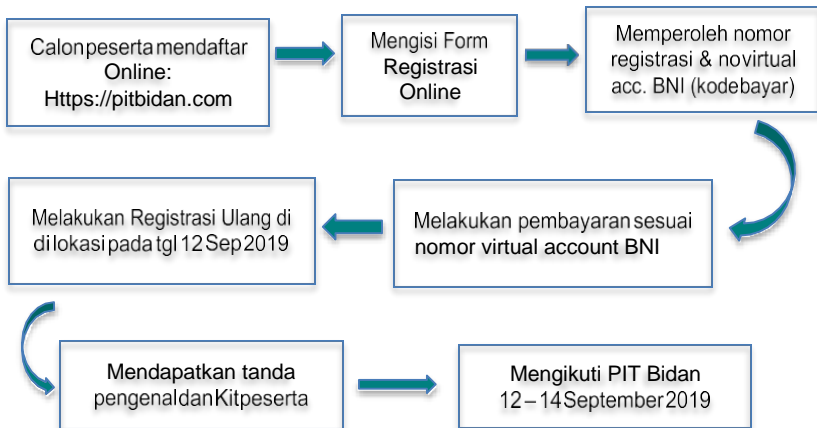 Calon peserta mendaftar
Online:
Https://pitbidan.com
Mengisi Form
Registrasi
Online
Memperoleh nomor
registrasi & no virtual
acc. BNI (kode bayar)
Melakukan pembayaran sesuai
nomor virtual account BNI
Melakukan Registrasi Ulang di
di lokasi pada tgl 12 Sep 2019
Mendapatkan tanda
pengenal dan Kit peserta
Mengikuti PIT Bidan
12 – 14 September 2019